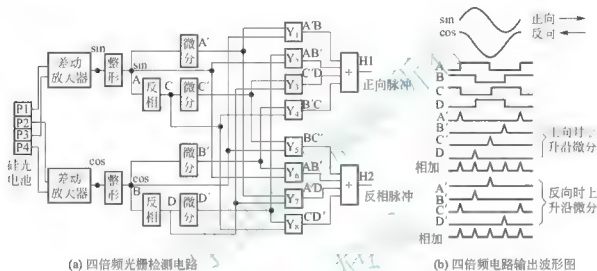 sin
cos
正向
反向
差动
放大器
sin
整形
A
微分
A′
反相
C
微分
C′
P1
P2
P3
P4
硅光
电池
差动
放大器
cos
整形
cos
B
微分
B′
反相
D
微分
D′
Y1
A′B
Y2
AB′
Y3
C′D
Y4
B′C
+
H1
正向脉冲
Y5
BC′
Y6
AB′
Y7
A′D
Y8
CD′
+
H2
反相脉冲
A
B
C
D
A′
B′
C′
D
相加
上向时上
升沿微分
A′
B′
C′
D′
相加
反向时上
升沿微分
(a) 四倍频光栅检测电路
(b) 四倍频电路输出波形图